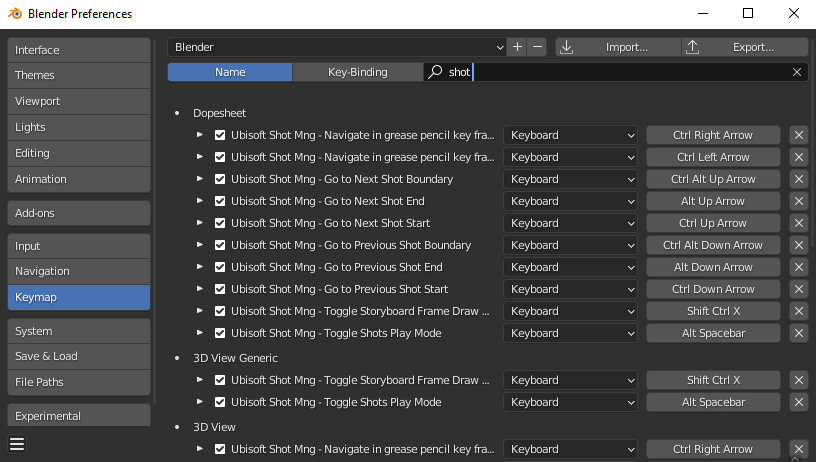 Blender Preferences
Interface
Themes
Viewport
Lights
Editing
Animation
Add-ons
Input
Navigation
Keymap
System
Save & Load
File Paths
Experimental
Blender + − Import... Export...
Name Key-Binding shot
Dopesheet
Ubisoft Shot Mng - Navigate in grease pencil key fra... Keyboard Ctrl Right Arrow
Ubisoft Shot Mng - Navigate in grease pencil key fra... Keyboard Ctrl Left Arrow
Ubisoft Shot Mng - Go to Next Shot Boundary Keyboard Ctrl Alt Up Arrow
Ubisoft Shot Mng - Go to Next Shot End Keyboard Alt Up Arrow
Ubisoft Shot Mng - Go to Next Shot Start Keyboard Ctrl Up Arrow
Ubisoft Shot Mng - Go to Previous Shot Boundary Keyboard Ctrl Alt Down Arrow
Ubisoft Shot Mng - Go to Previous Shot End Keyboard Alt Down Arrow
Ubisoft Shot Mng - Go to Previous Shot Start Keyboard Ctrl Down Arrow
Ubisoft Shot Mng - Toggle Storyboard Frame Draw ... Keyboard Shift Ctrl X
Ubisoft Shot Mng - Toggle Shots Play Mode Keyboard Alt Spacebar
3D View Generic
Ubisoft Shot Mng - Toggle Storyboard Frame Draw ... Keyboard Shift Ctrl X
Ubisoft Shot Mng - Toggle Shots Play Mode Keyboard Alt Spacebar
3D View
Ubisoft Shot Mng - Navigate in grease pencil key fra... Keyboard Ctrl Right Arrow